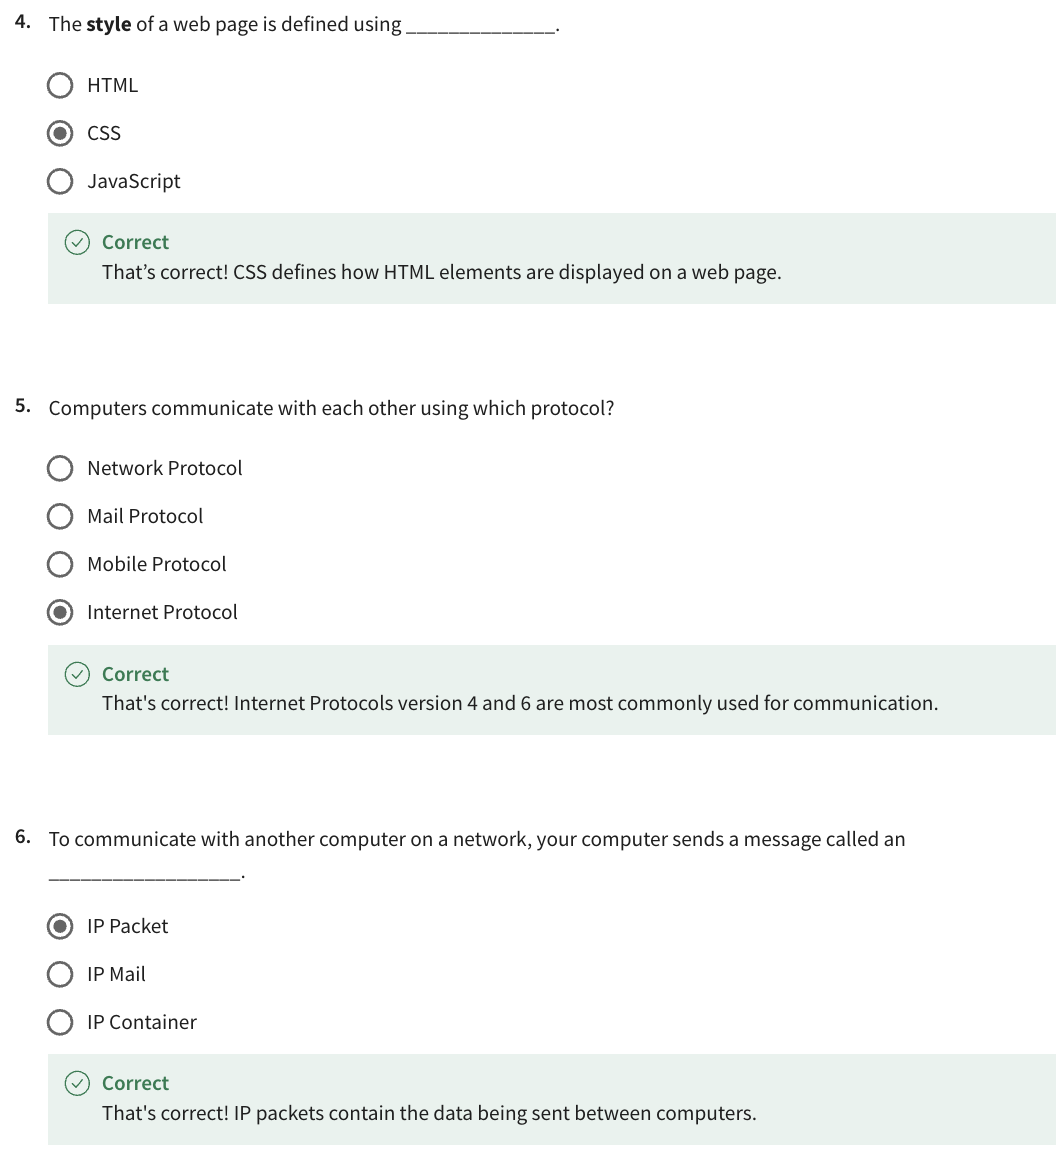 4. The style of a web page is defined using ______________.
HTML
CSS
JavaScript
Correct
That’s correct! CSS defines how HTML elements are displayed on a web page.
5. Computers communicate with each other using which protocol?
Network Protocol
Mail Protocol
Mobile Protocol
Internet Protocol
Correct
That's correct! Internet Protocols version 4 and 6 are most commonly used for communication.
6. To communicate with another computer on a network, your computer sends a message called an
__________________.
IP Packet
IP Mail
IP Container
Correct
That's correct! IP packets contain the data being sent between computers.